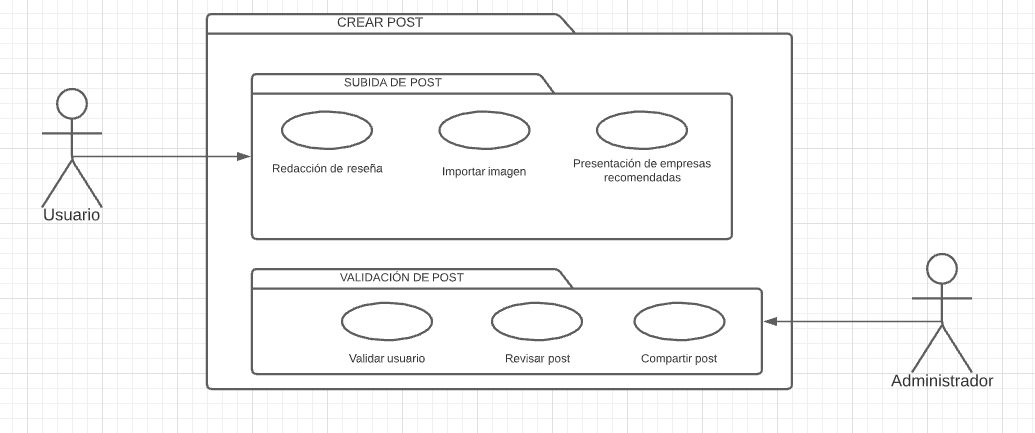 CREAR POST
SUBIDA DE POST
Redacción de reseña
Importar imagen
Presentación de empresas
recomendadas
Usuario
VALIDACIÓN DE POST
Validar usuario
Revisar post
Compartir post
Administrador